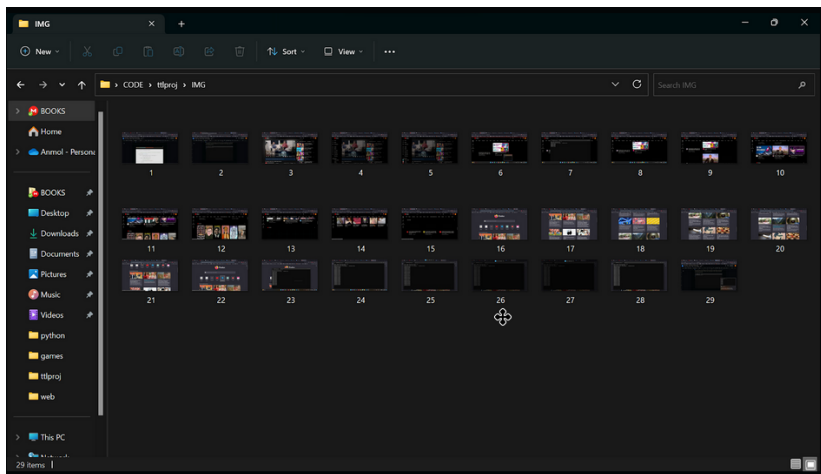 IMG
New
Sort
View
CODE
ttlproj
IMG
Search IMG
BOOKS
Home
Anmol - Persona
BOOKS
Desktop
Downloads
Documents
Pictures
Music
Videos
python
games
ttlproj
web
This PC
1 2 3 4 5 6 7 8 9 10
11 12 13 14 15 16 17 18 19 20
21 22 23 24 25 26 27 28 29
29 items